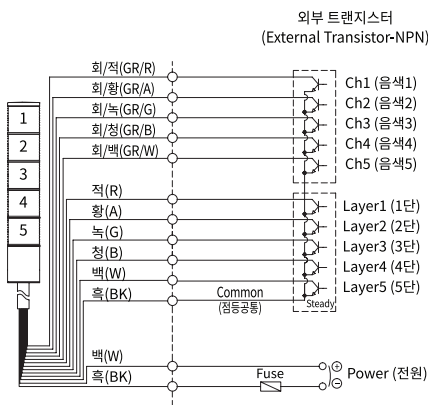 외부 트랜지스터
(External Transistor-NPN)
회/적(GR/R)
회/황(GR/A)
회/녹(GR/G)
회/청(GR/B)
회/백(GR/W)
Ch1 (음색1)
Ch2 (음색2)
Ch3 (음색3)
Ch4 (음색4)
Ch5 (음색5)
1
2
3
4
5
적(R)
황(A)
녹(G)
청(B)
백(W)
흑(BK)
Layer1 (1단)
Layer2 (2단)
Layer3 (3단)
Layer4 (4단)
Layer5 (5단)
Common
(점등공통)
Steady
백(W)
흑(BK)
Fuse
+
−
Power (전원)